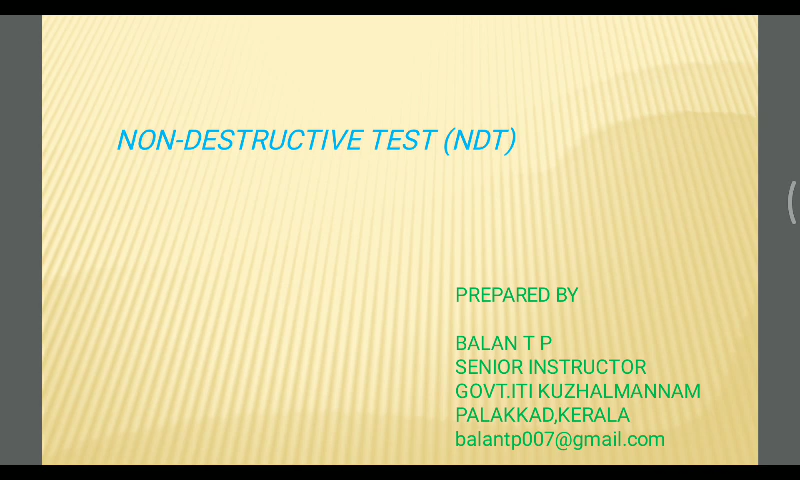 NON-DESTRUCTIVE TEST (NDT)
PREPARED BY
BALAN T P
SENIOR INSTRUCTOR
GOVT.ITI KUZHALMANNAM
PALAKKAD,KERALA
balantp007@gmail.com